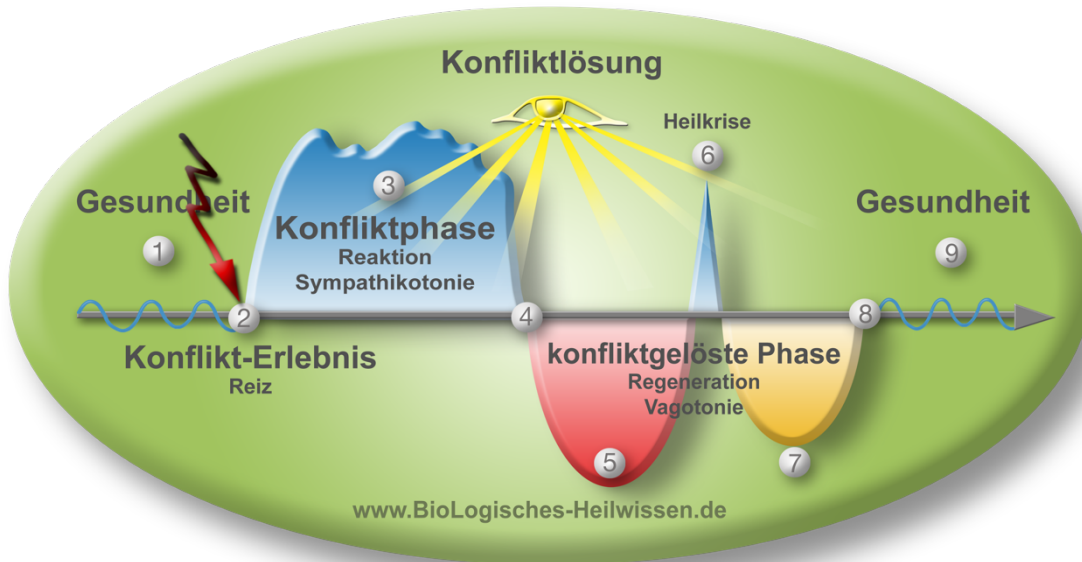 Konfliktlösung
Heilkrise
6
3
Gesundheit
Gesundheit
Konfliktphase
Reaktion
Sympathikotonie
1
9
2
4
8
Konflikt-Erlebnis
Reiz
konfliktgelöste Phase
Regeneration
Vagotonie
5
7
www.BioLogisches-Heilwissen.de